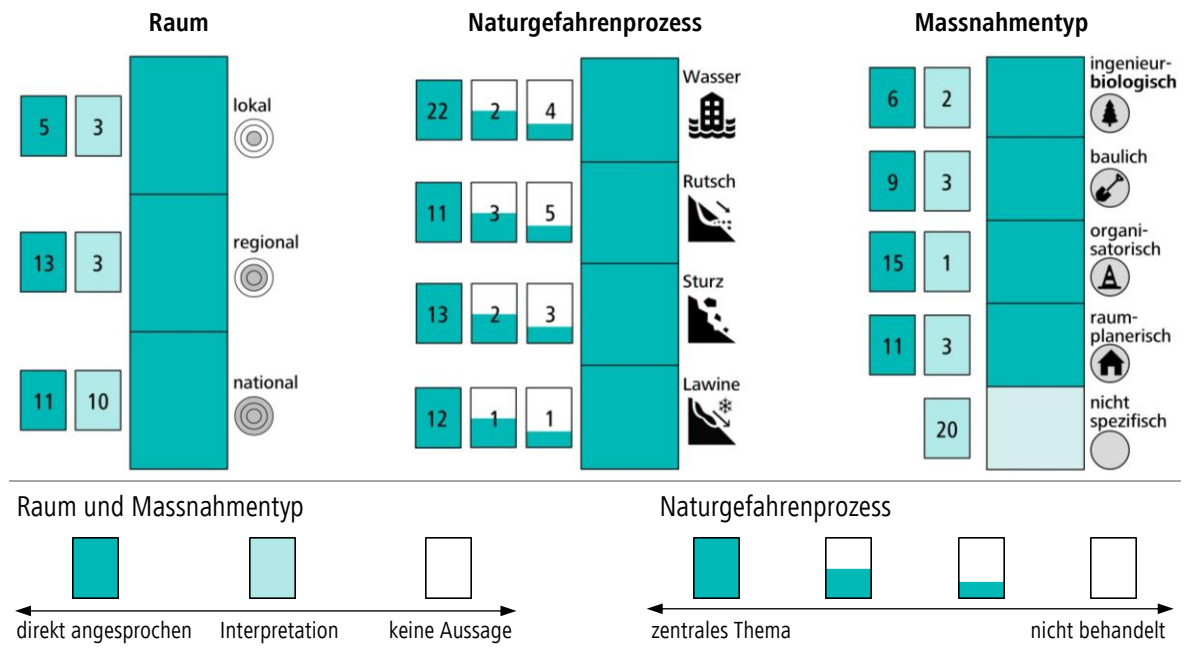 Raum
5 3 lokal
13 3 regional
11 10 national
Naturgefahrenprozess
22 2 4 Wasser
11 3 5 Rutsch
13 2 3 Sturz
12 1 1 Lawine
Massnahmentyp
ingenieur-
biologisch
6 2
baulich
9 3
organi-
satorisch
15 1
raum-
planerisch
11 3
nicht
spezifisch
20
Raum und Massnahmentyp
direkt angesprochen Interpretation keine Aussage
Naturgefahrenprozess
zentrales Thema nicht behandelt